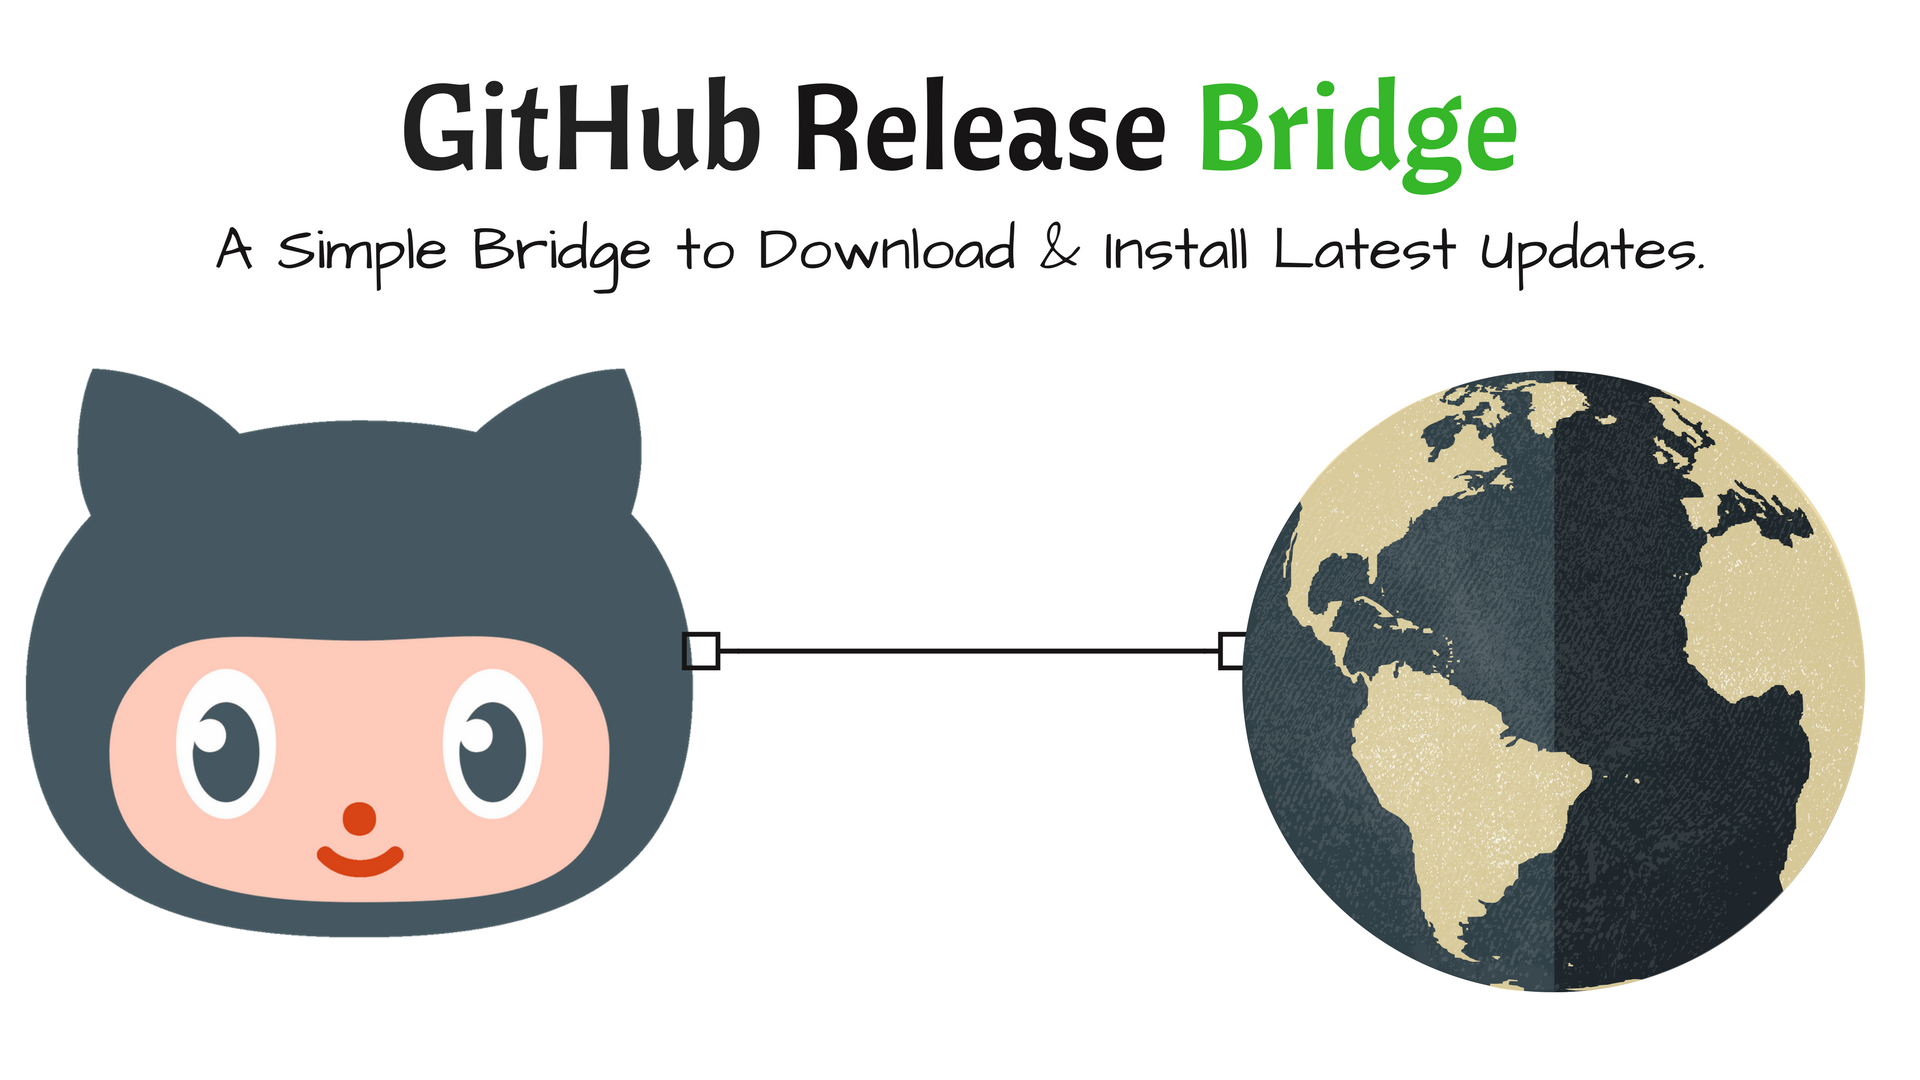 GitHub Release Bridge
A Simple Bridge to Download & Install Latest Updates.